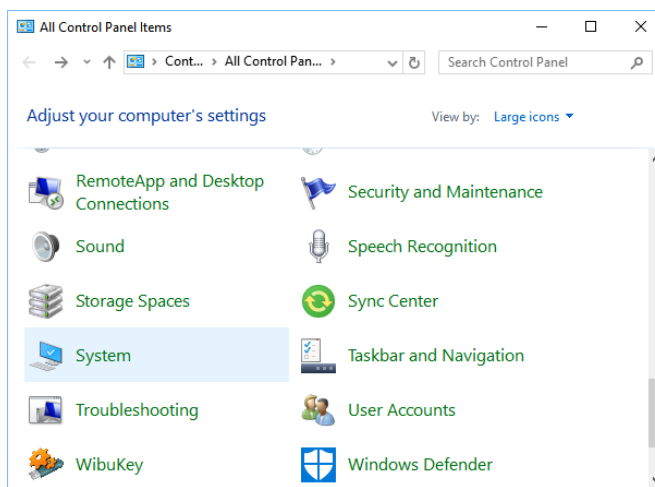 All Control Panel Items
Cont... All Control Pan...
Search Control Panel
Adjust your computer's settings
View by: Large icons
RemoteApp and Desktop
Connections
Security and Maintenance
Sound
Speech Recognition
Storage Spaces
Sync Center
System
Taskbar and Navigation
Troubleshooting
User Accounts
WibuKey
Windows Defender